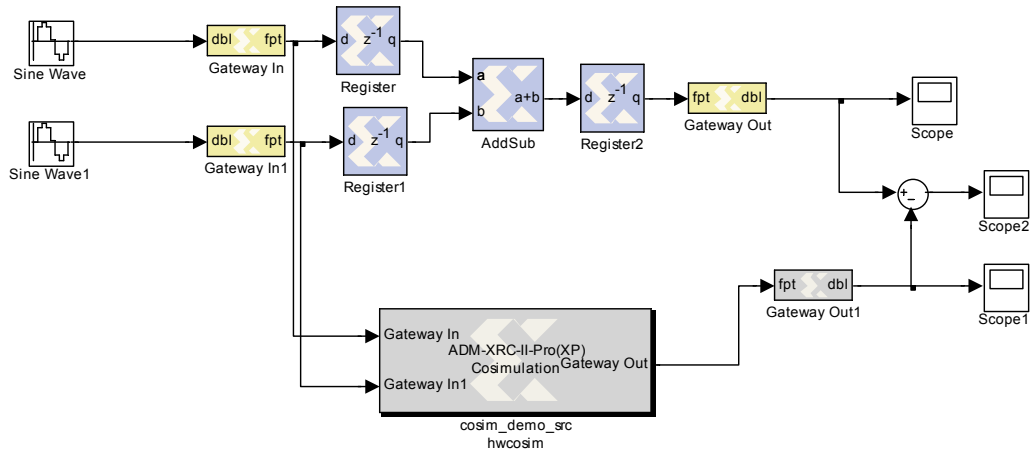 Sine Wave
dbl fpt
Gateway In
d z-1 q
Register
a
b
a+b
AddSub
d z-1 q
Register2
fpt dbl
Gateway Out
Scope
Sine Wave1
dbl fpt
Gateway In1
d z-1 q
Register1
+
−
Scope2
fpt dbl
Gateway Out1
Scope1
Gateway In
ADM-XRC-II-Pro(XP)
Cosimulation
Gateway Out
Gateway In1
cosim_demo_src
hwcosim